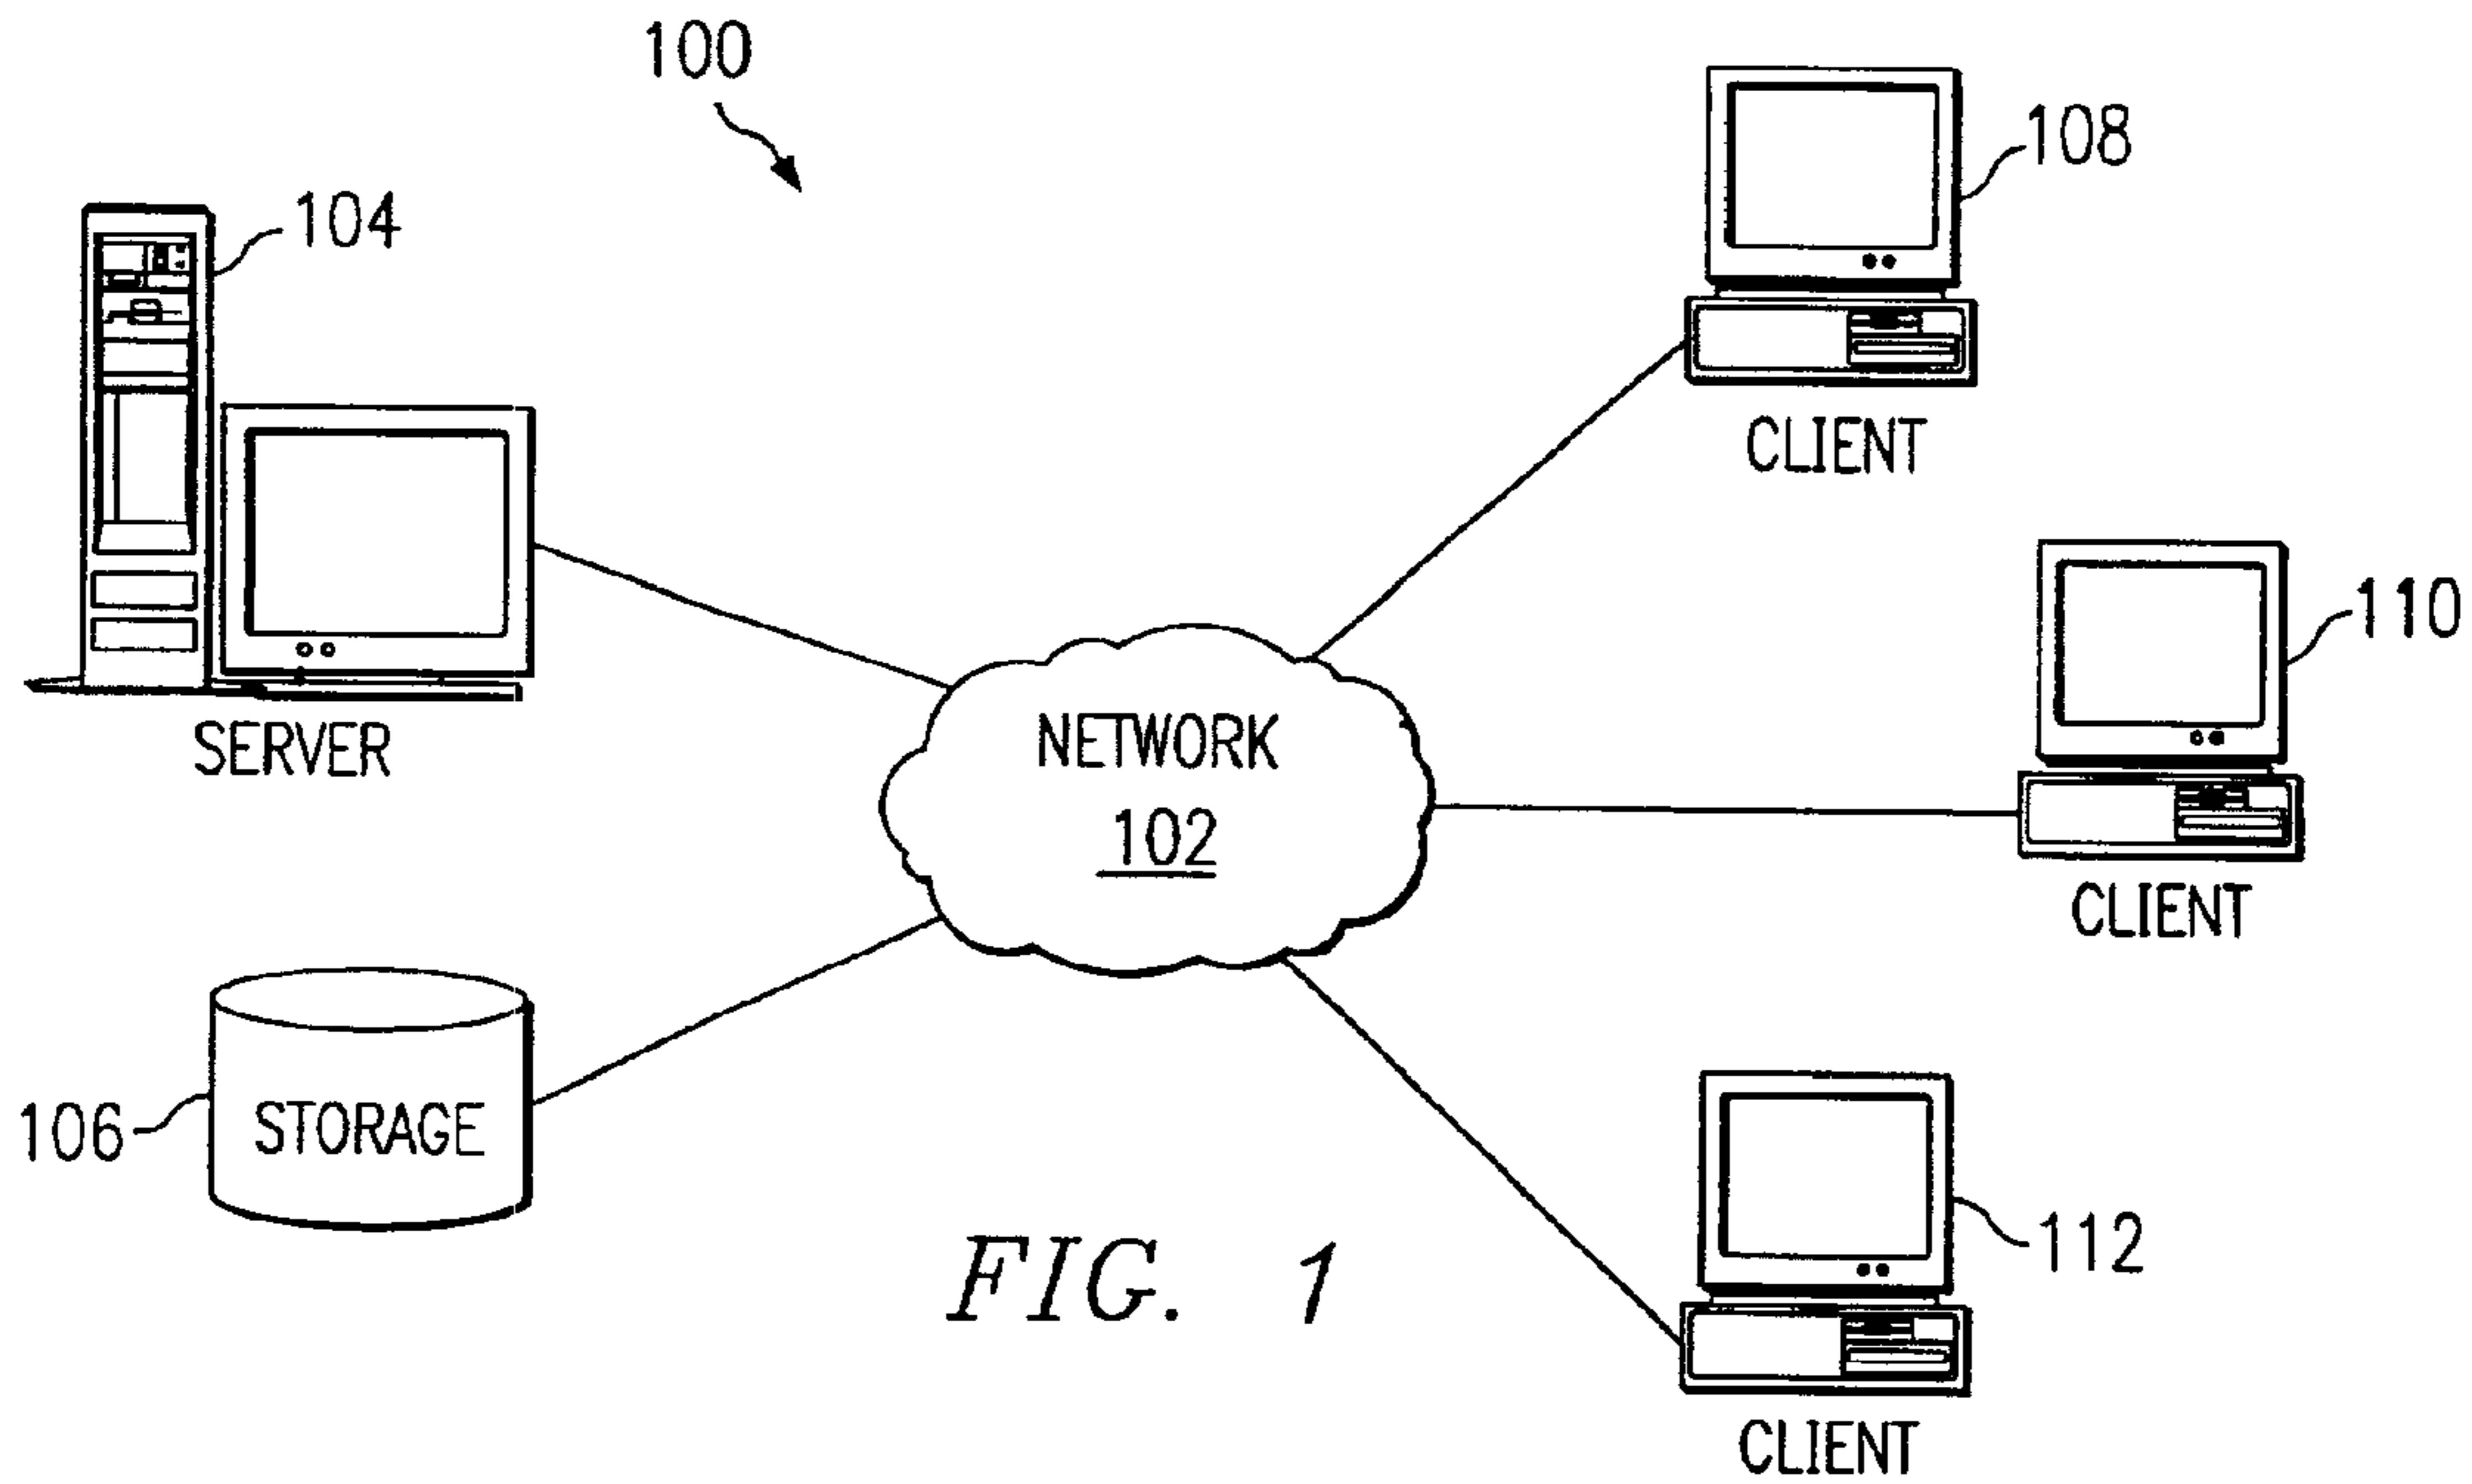 100
108
104
CLIENT
110
SERVER
NETWORK
102
CLIENT
106
STORAGE
112
FIG. 1
CLIENT